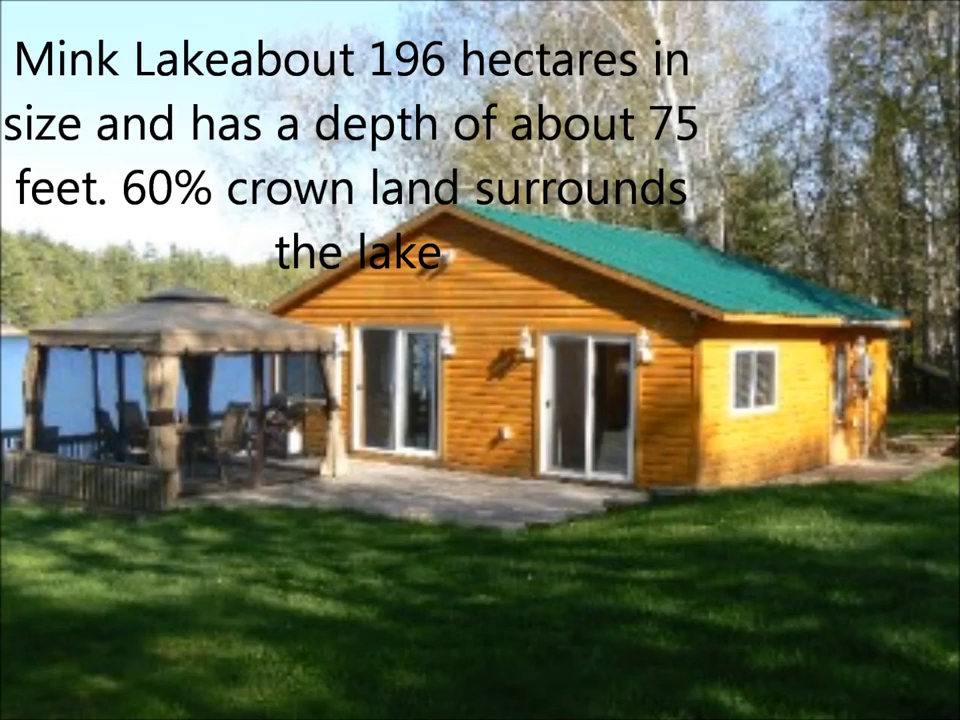 Mink Lakeabout 196 hectares in
size and has a depth of about 75
feet. 60% crown land surrounds
the lake